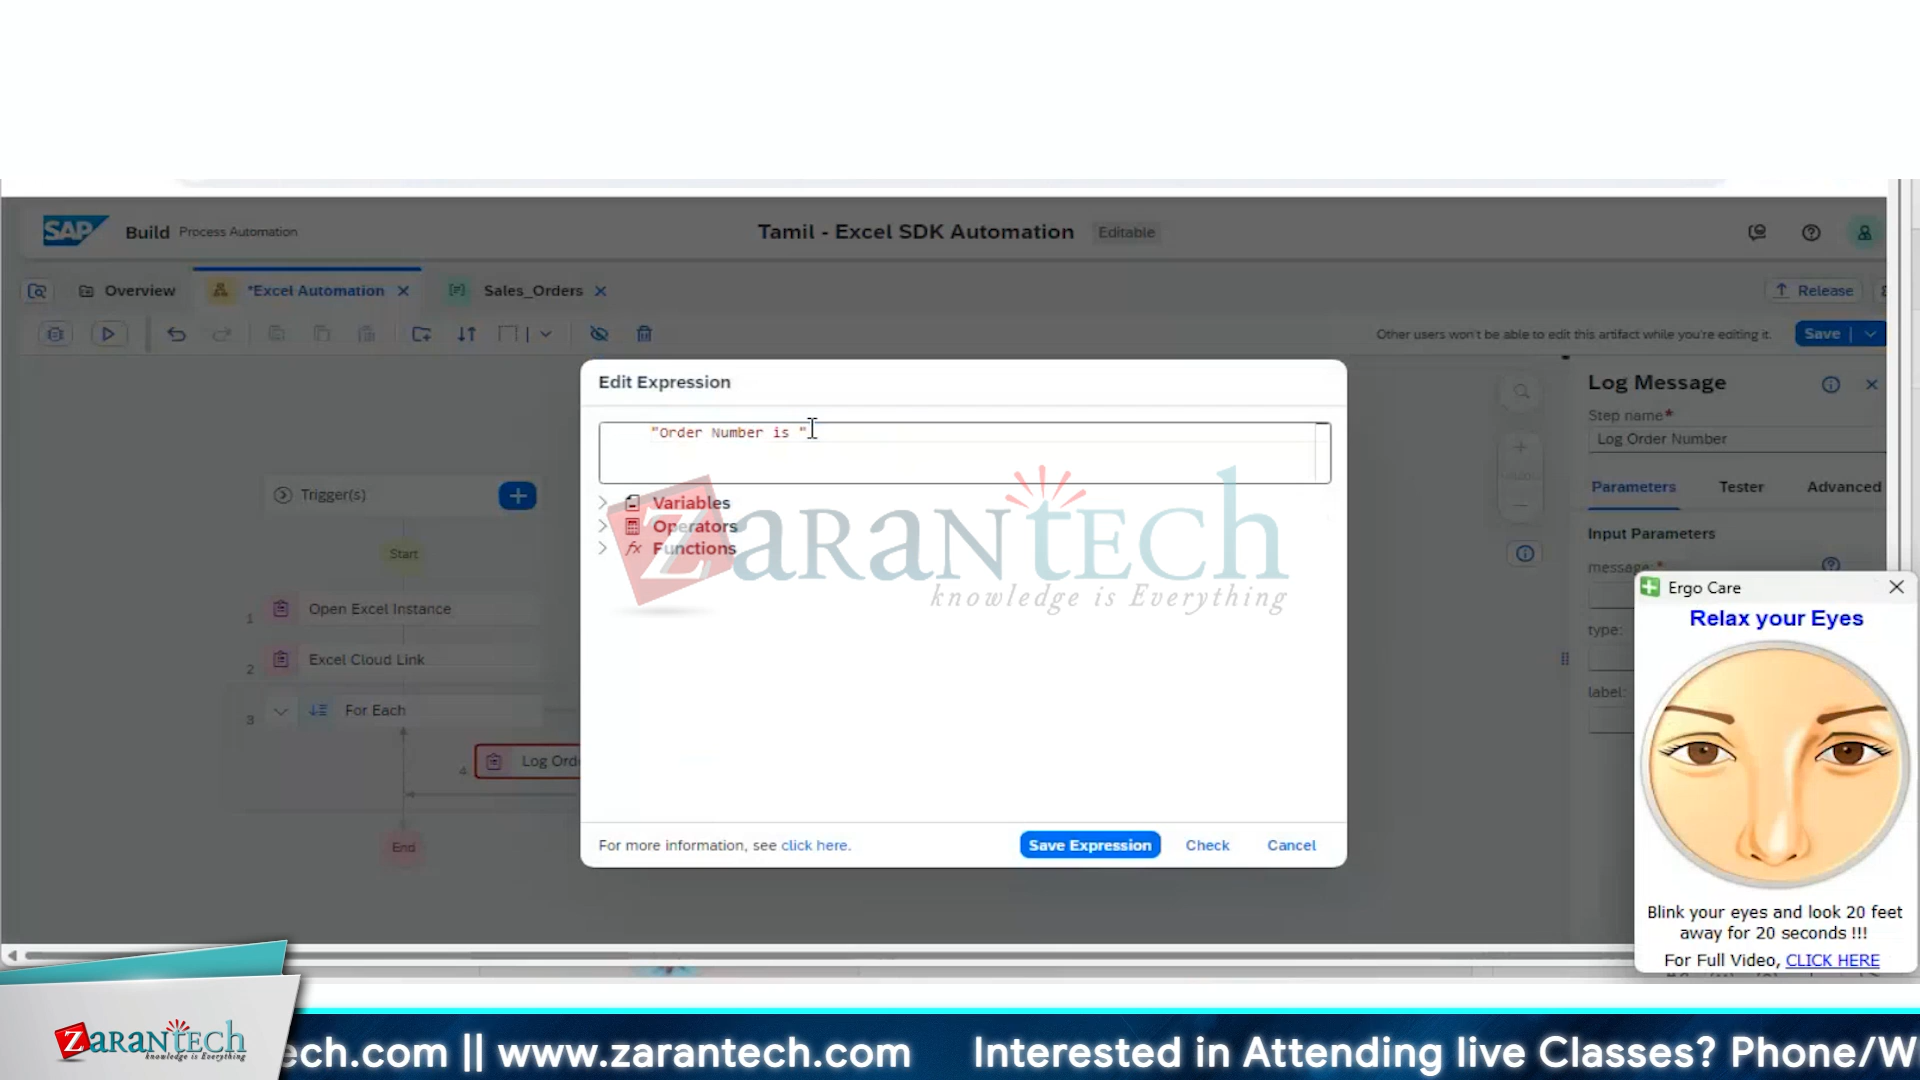 SAP Build Process Automation
Tamil - Excel SDK Automation Editable
Overview
*Excel Automation
Sales_Orders
Release
Other users won't be able to edit this artifact while you're editing it.
Save
Edit Expression
"Order Number is "
Variables
Operators
Functions
ZARANTECH
knowledge is Everything
For more information, see click here.
Save Expression
Check
Cancel
Trigger(s)
Start
1 Open Excel Instance
2 Excel Cloud Link
3 For Each
4 Log Orde
End
Log Message
Step name*
Log Order Number
Parameters
Tester
Advanced
Input Parameters
message:*
type:
label:
Ergo Care
Relax your Eyes
Blink your eyes and look 20 feet
away for 20 seconds !!!
For Full Video, CLICK HERE
ZARANTECH
knowledge is Everything
ech.com || www.zarantech.com Interested in Attending live Classes? Phone/W